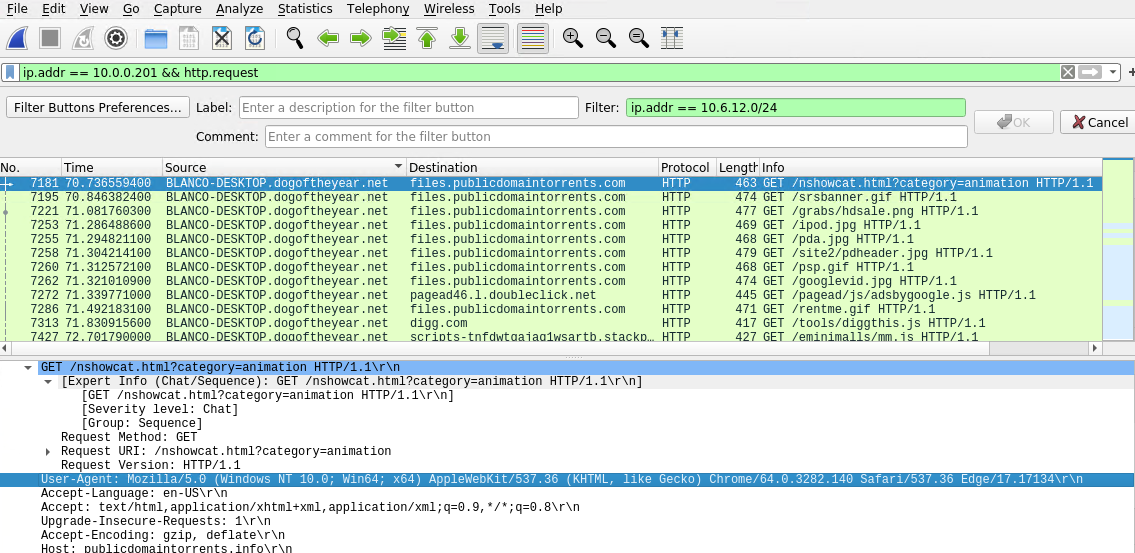 File Edit View Go Capture Analyze Statistics Telephony Wireless Tools Help
ip.addr == 10.0.0.201 && http.request
Filter Buttons Preferences... Label: Enter a description for the filter button Filter: ip.addr == 10.6.12.0/24
OK Cancel
Comment: Enter a comment for the filter button
No. Time Source Destination Protocol Length Info
7181 70.736559400 BLANCO-DESKTOP.dogoftheyear.net files.publicdomaintorrents.com HTTP 463 GET /nshowcat.html?category=animation HTTP/1.1
7195 70.846382400 BLANCO-DESKTOP.dogoftheyear.net files.publicdomaintorrents.com HTTP 474 GET /srsbanner.gif HTTP/1.1
7221 71.081760300 BLANCO-DESKTOP.dogoftheyear.net files.publicdomaintorrents.com HTTP 477 GET /grabs/hdsale.png HTTP/1.1
7253 71.286488600 BLANCO-DESKTOP.dogoftheyear.net files.publicdomaintorrents.com HTTP 469 GET /ipod.jpg HTTP/1.1
7255 71.294821100 BLANCO-DESKTOP.dogoftheyear.net files.publicdomaintorrents.com HTTP 468 GET /pda.jpg HTTP/1.1
7258 71.304214100 BLANCO-DESKTOP.dogoftheyear.net files.publicdomaintorrents.com HTTP 479 GET /site2/pdheader.jpg HTTP/1.1
7260 71.312572100 BLANCO-DESKTOP.dogoftheyear.net files.publicdomaintorrents.com HTTP 468 GET /psp.gif HTTP/1.1
7262 71.321010900 BLANCO-DESKTOP.dogoftheyear.net files.publicdomaintorrents.com HTTP 474 GET /googlevid.jpg HTTP/1.1
7272 71.339771000 BLANCO-DESKTOP.dogoftheyear.net pagead46.l.doubleclick.net HTTP 445 GET /pagead/js/adsbygoogle.js HTTP/1.1
7286 71.492183100 BLANCO-DESKTOP.dogoftheyear.net files.publicdomaintorrents.com HTTP 471 GET /rentme.gif HTTP/1.1
7313 71.830915600 BLANCO-DESKTOP.dogoftheyear.net digg.com HTTP 417 GET /tools/diggthis.js HTTP/1.1
7427 72.701790000 BLANCO-DESKTOP.dogoftheyear.net HTTP 427 GET /eminimalls/mm.js HTTP/1.1
GET /nshowcat.html?category=animation HTTP/1.1\r\n
[Expert Info (Chat/Sequence): GET /nshowcat.html?category=animation HTTP/1.1\r\n]
[GET /nshowcat.html?category=animation HTTP/1.1\r\n]
[Severity level: Chat]
[Group: Sequence]
Request Method: GET
Request URI: /nshowcat.html?category=animation
Request Version: HTTP/1.1
User-Agent: Mozilla/5.0 (Windows NT 10.0; Win64; x64) AppleWebKit/537.36 (KHTML, like Gecko) Chrome/64.0.3282.140 Safari/537.36 Edge/17.17134\r\n
Accept-Language: en-US\r\n
Accept: text/html,application/xhtml+xml,application/xml;q=0.9,*/*;q=0.8\r\n
Upgrade-Insecure-Requests: 1\r\n
Accept-Encoding: gzip, deflate\r\n
Host: publicdomaintorrents.info\r\n